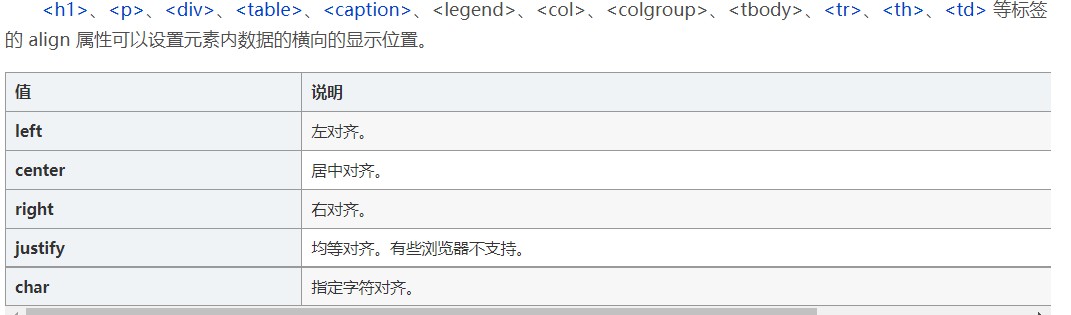 <h1>、<p>、<div>、<table>、<caption>、<legend>、<col>、<colgroup>、<tbody>、<tr>、<th>、<td> 等标签
的 align 属性可以设置元素内数据的横向的显示位置。
值 说明
left 左对齐。
center 居中对齐。
right 右对齐。
justify 均等对齐。有些浏览器不支持。
char 指定字符对齐。